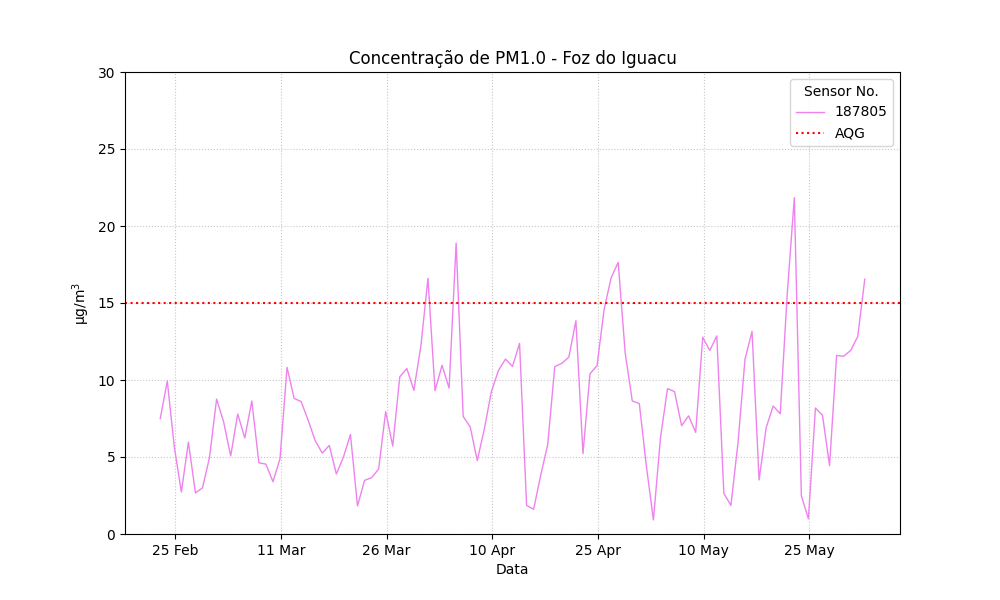 Concentração de PM1.0 - Foz do Iguacu
30
25
20
15
10
5
0
µg/m³
Sensor No.
187805
AQG
25 Feb
11 Mar
26 Mar
10 Apr
25 Apr
10 May
25 May
Data